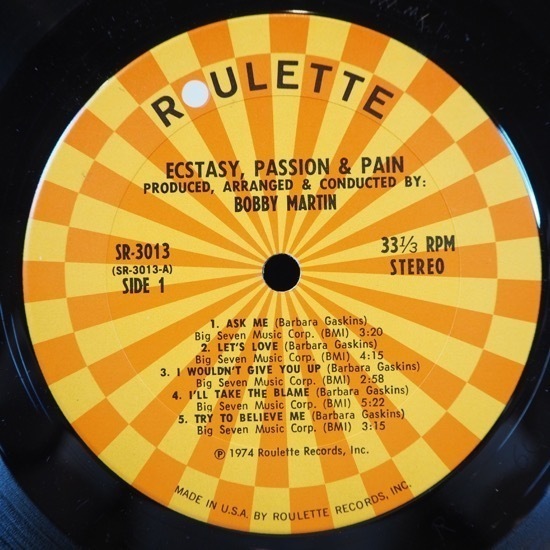 ROULETTE
ECSTASY, PASSION & PAIN
PRODUCED, ARRANGED & CONDUCTED BY:
BOBBY MARTIN
SR-3013
(SR-3013-A)
SIDE 1
33 1/3 RPM
STEREO
1. ASK ME (Barbara Gaskins)
Big Seven Music Corp. (BMI) 3:20
2. LET'S LOVE (Barbara Gaskins)
Big Seven Music Corp. (BMI) 4:15
3. I WOULDN'T GIVE YOU UP (Barbara Gaskins)
Big Seven Music Corp. (BMI) 2:58
4. I'LL TAKE THE BLAME (Barbara Gaskins)
Big Seven Music Corp. (BMI) 5:22
5. TRY TO BELIEVE ME (Barbara Gaskins)
Big Seven Music Corp. (BMI) 3:15
℗ 1974 Roulette Records, Inc.
MADE IN U.S.A. BY ROULETTE RECORDS, INC.